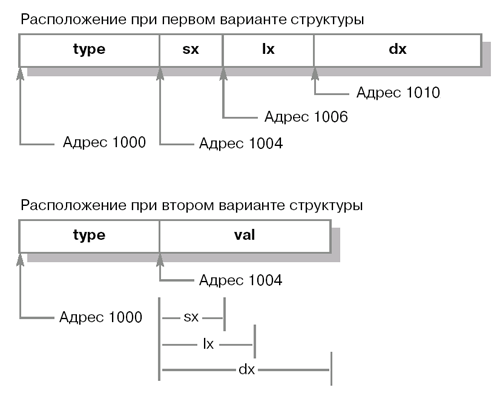 Расположение при первом варианте структуры
type sx lx dx
Адрес 1010
Адрес 1006
Адрес 1000 Адрес 1004
Расположение при втором варианте структуры
type val
Адрес 1004
Адрес 1000
sx
lx
dx